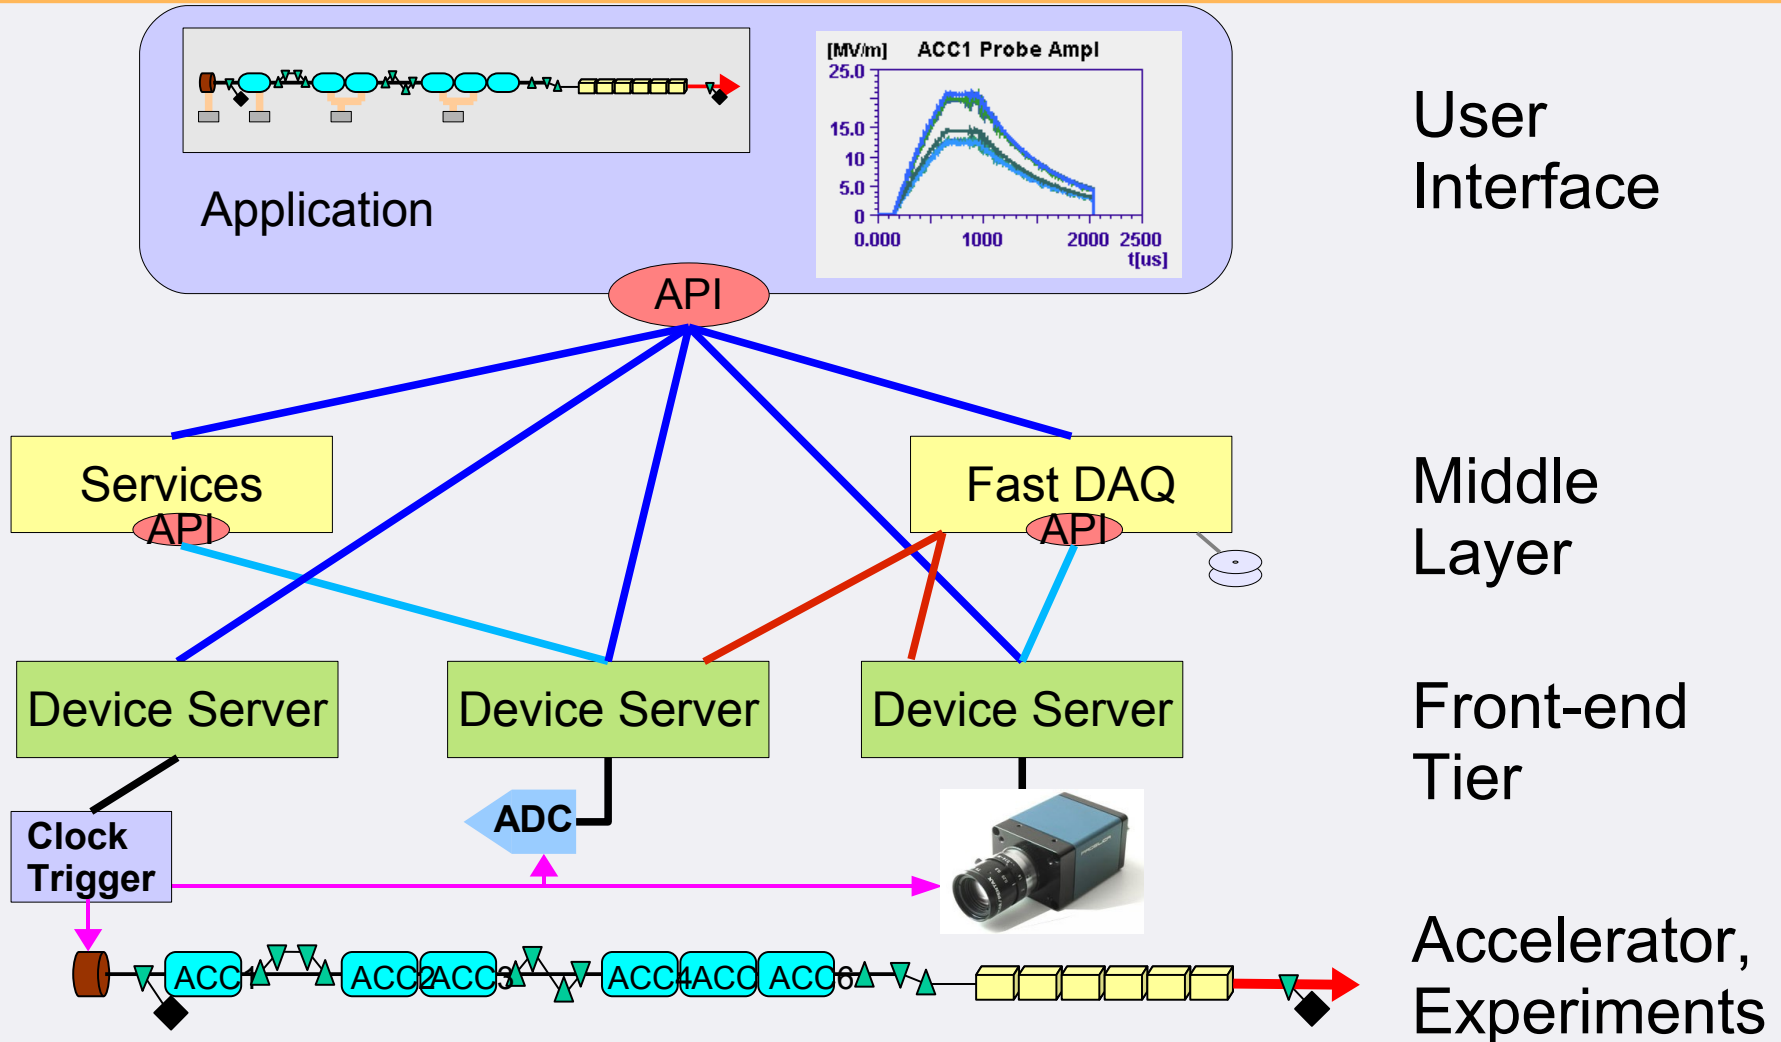 [MV/m] ACC1 Probe Ampl
25.0
15.0
10
5.0
0
0.000 1000 2000 2500
t[us]
Application
API
User
Interface
Services
API
Fast DAQ
API
Middle
Layer
Device Server
Device Server
Device Server
Front-end
Tier
Clock
Trigger
ADC
ACC1
ACC2
ACC3
ACC4
ACC
ACC6
Accelerator,
Experiments